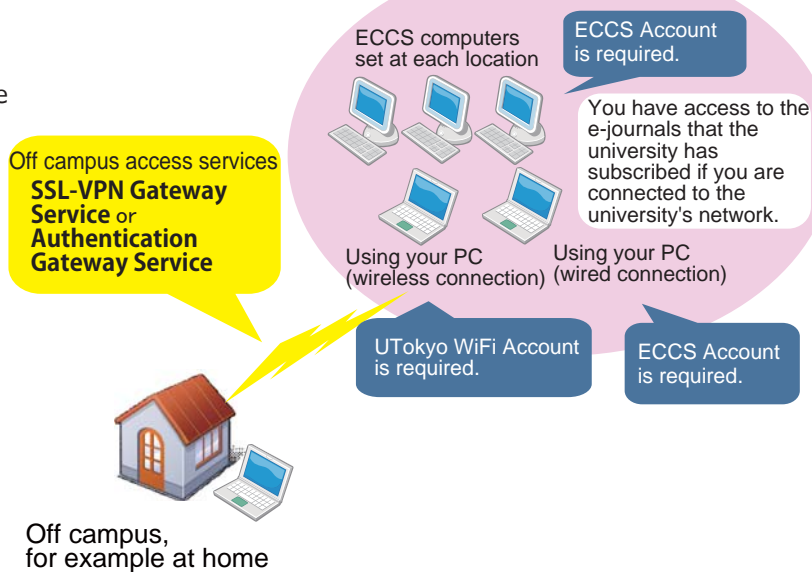 ECCS computers
set at each location
ECCS Account
is required.
You have access to the
e-journals that the
university has
subscribed if you are
connected to the
university's network.
Off campus access services
SSL-VPN Gateway
Service or
Authentication
Gateway Service
Using your PC
(wireless connection)
Using your PC
(wired connection)
UTokyo WiFi Account
is required.
ECCS Account
is required.
Off campus,
for example at home